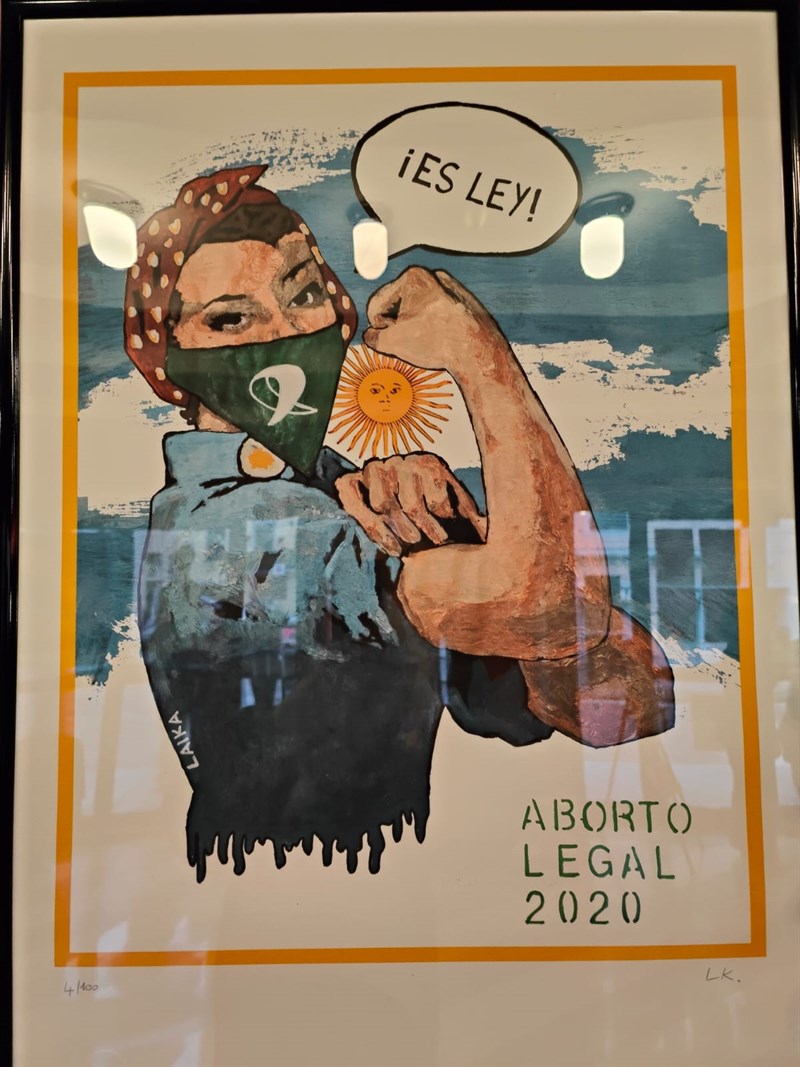 ¡ES LEY!
LAIKA
ABORTO
LEGAL
2020
4/100
LK.